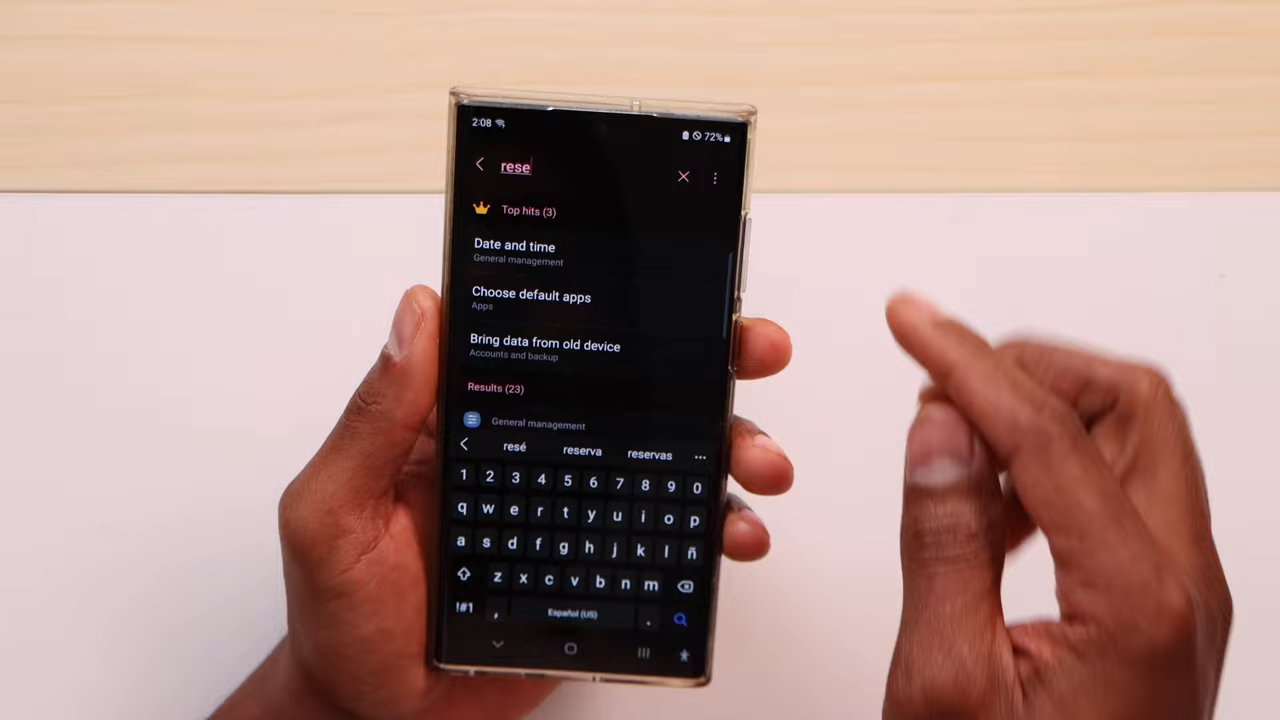 2:08 72%
rese
Top hits (3)
Date and time
General management
Choose default apps
Apps
Bring data from old device
Accounts and backup
Results (23)
General management
resé reserva reservas
1 2 3 4 5 6 7 8 9 0
q w e r t y u i o p
a s d f g h j k l ñ
z x c v b n m
!#1 , Español (US) .